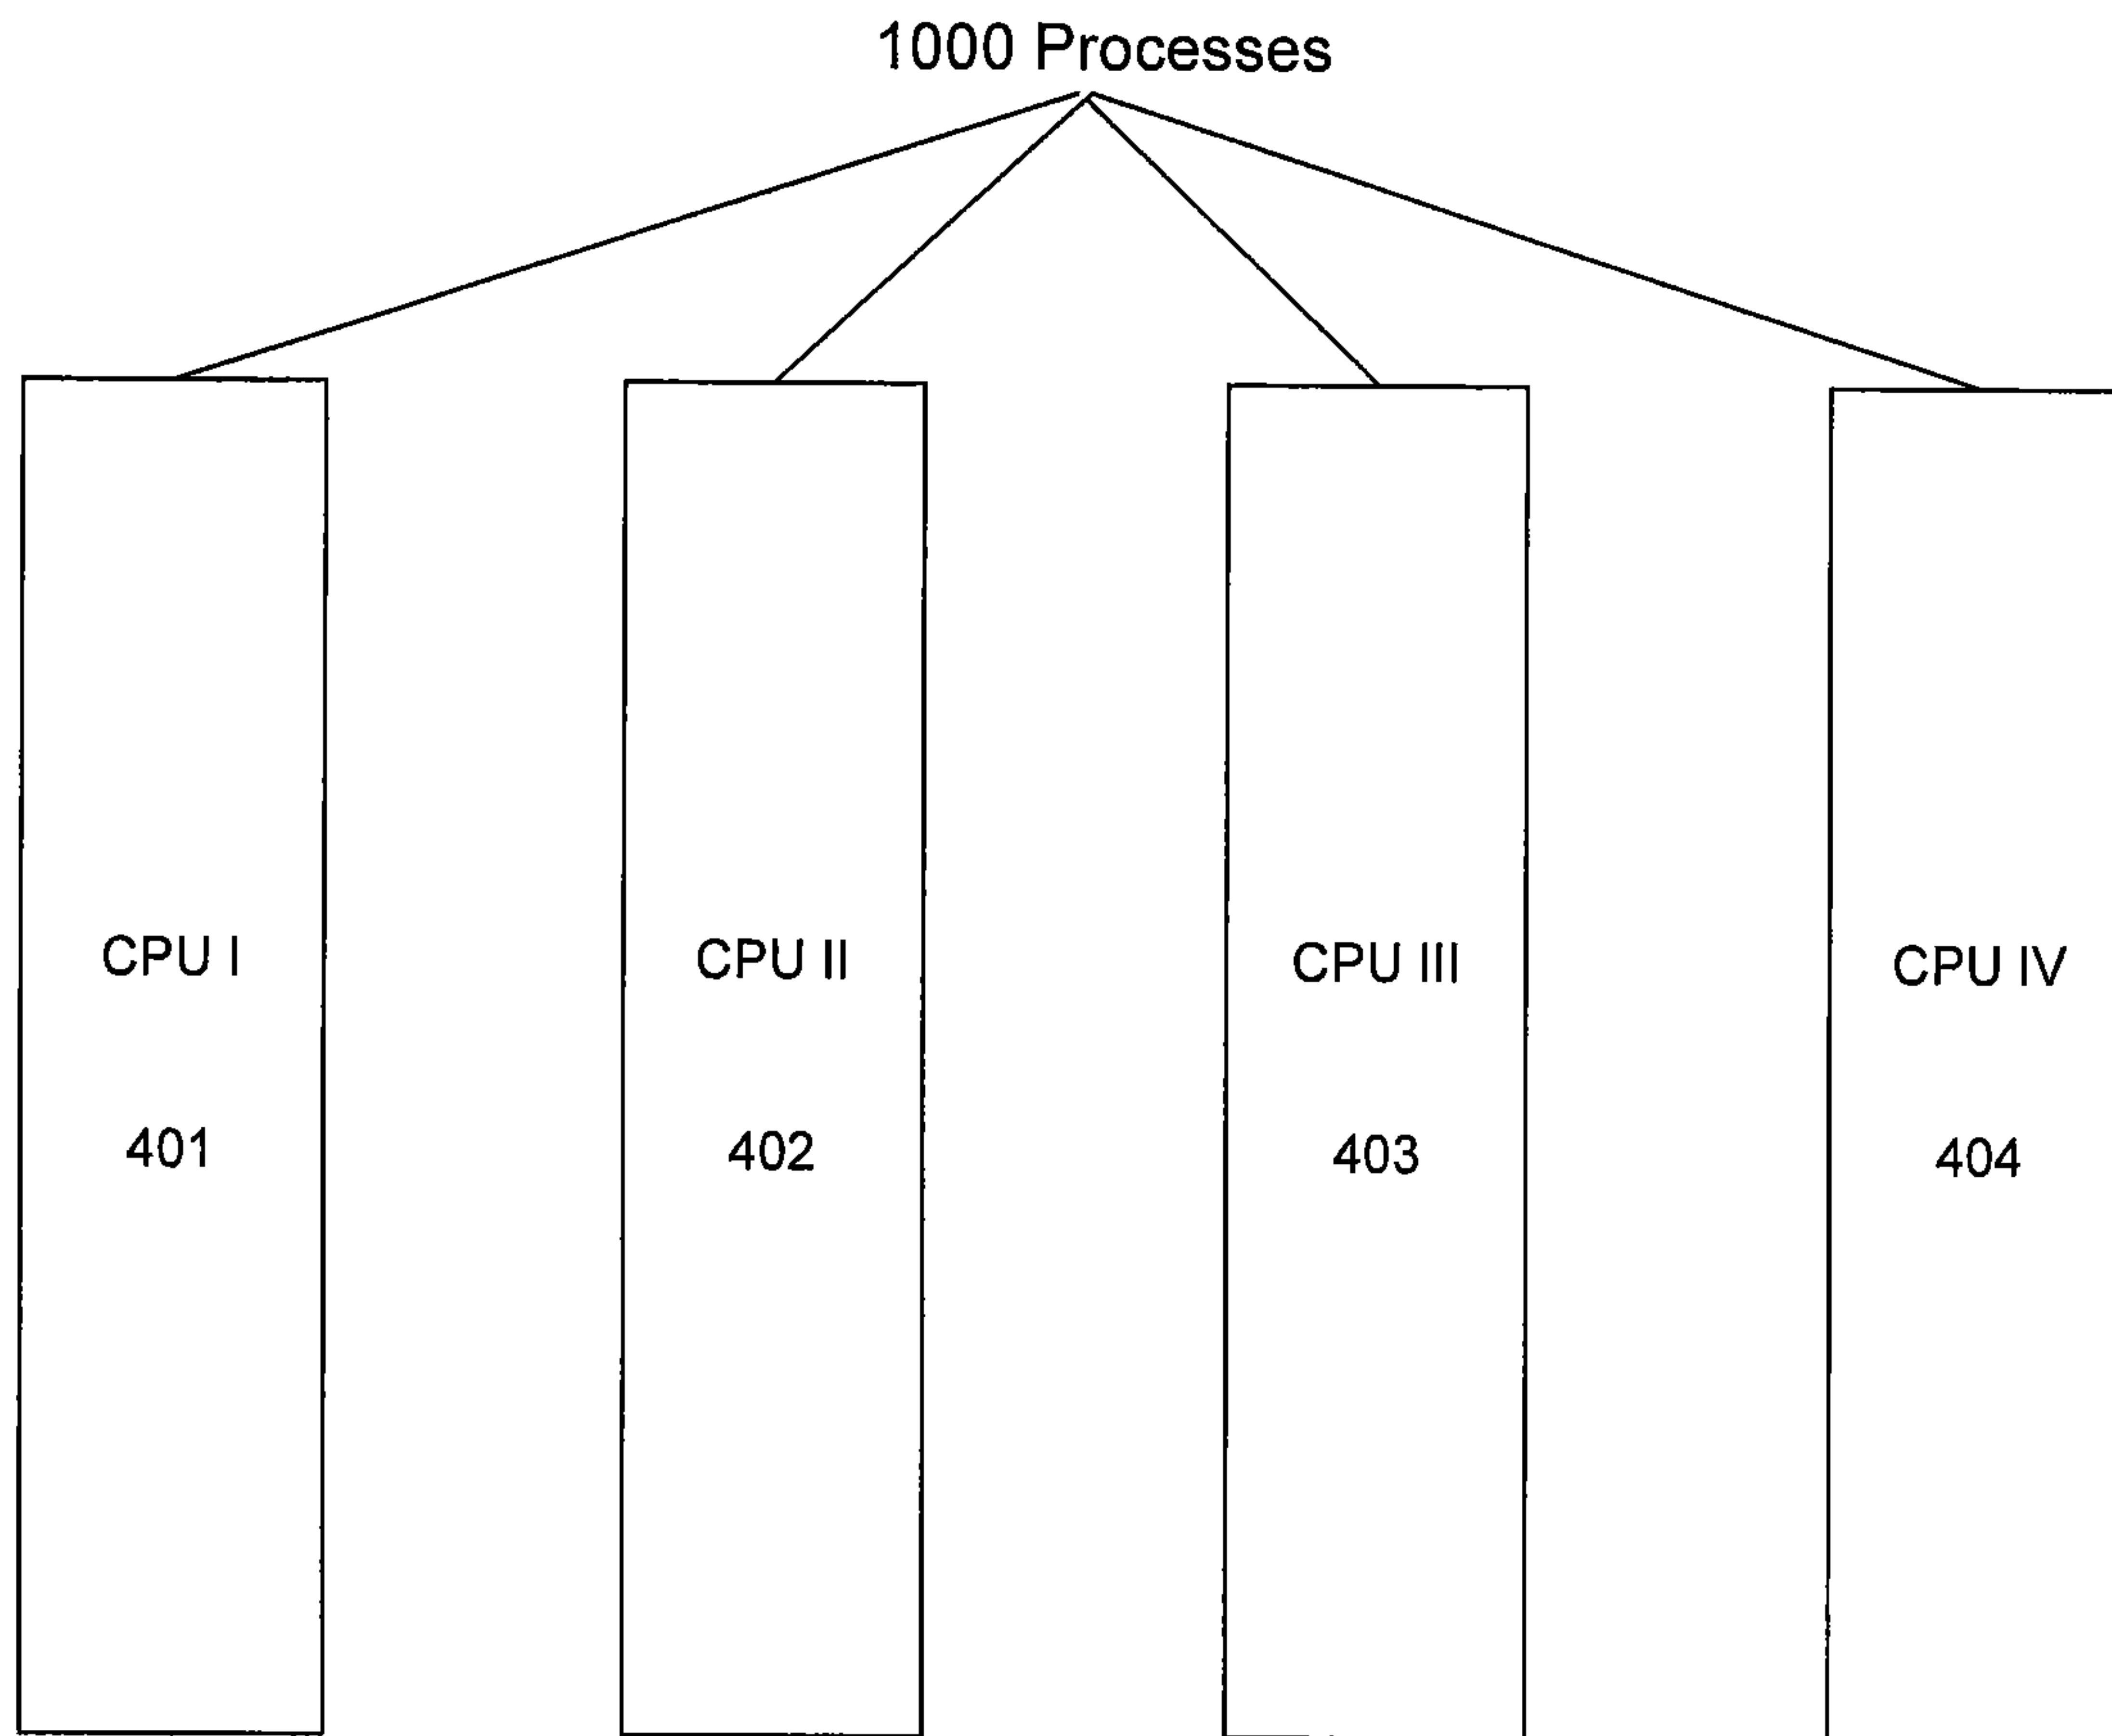 1000 Processes
CPU I
CPU II
CPU III
CPU IV
401
402
403
404